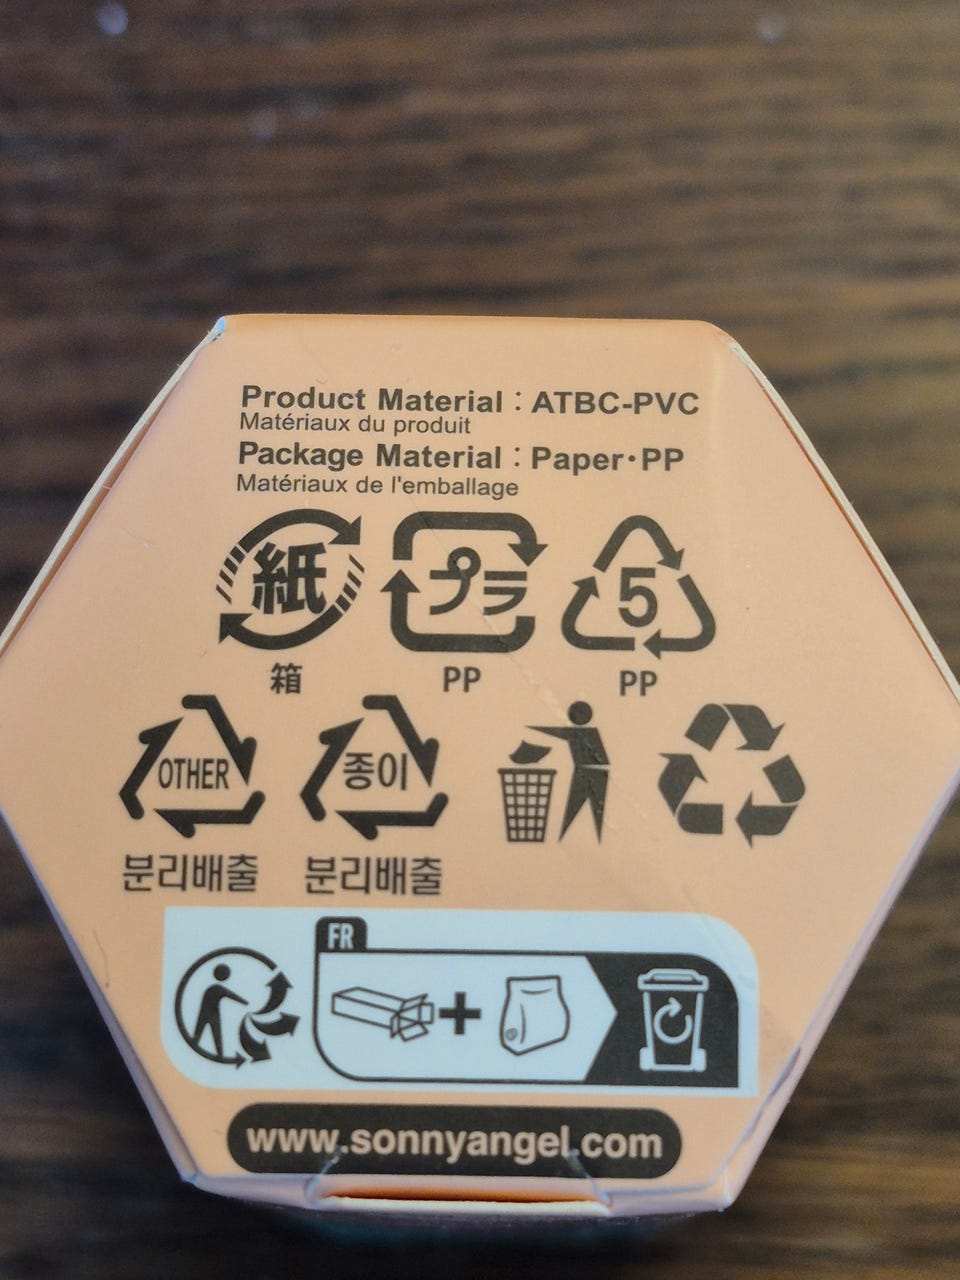 Product Material : ATBC-PVC
Matériaux du produit
Package Material : Paper・PP
Matériaux de l'emballage
紙 プラ 5
箱 PP PP
OTHER 종이
분리배출 분리배출
FR
+
www.sonnyangel.com